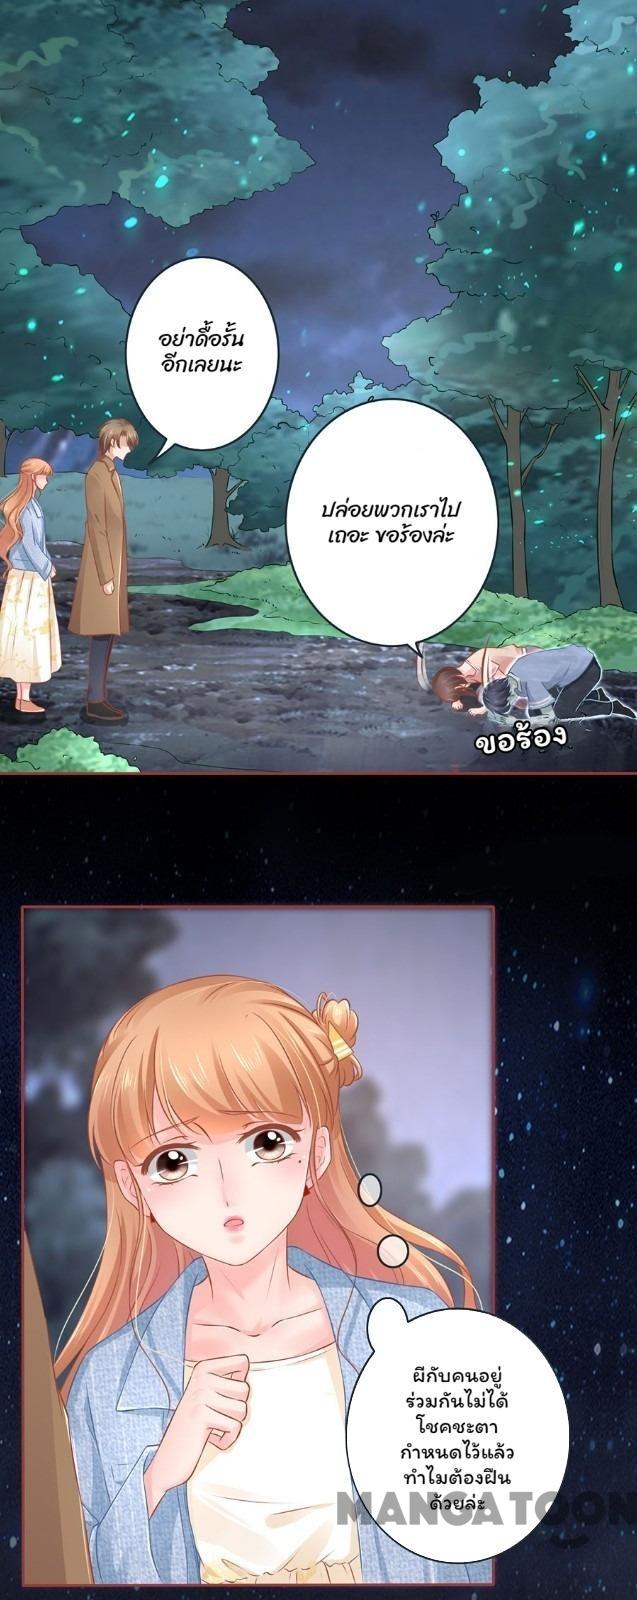 อย่าดื้อรั้น
อีกเลยนะ
ปล่อยพวกเราไป
เถอะ ขอร้องล่ะ
ขอร้อง
ผีกับคนอยู่
ร่วมกันไม่ได้
โชคชะตา
กำหนดไว้แล้ว
ทำไมต้องฝืน
ด้วยล่ะ
MANGATOON